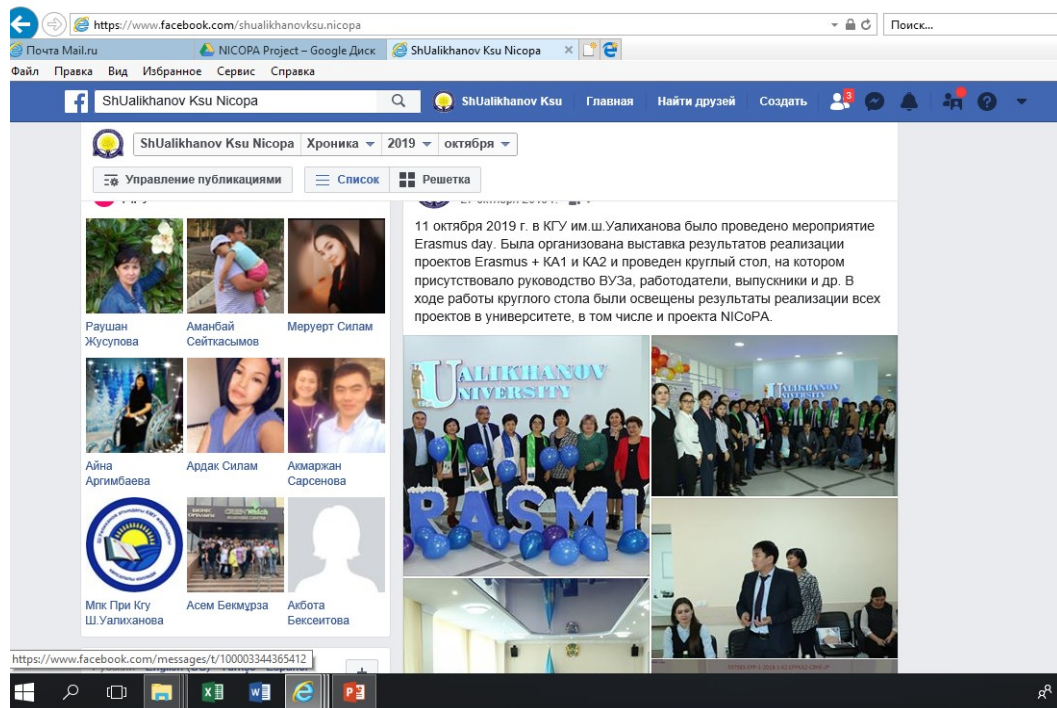 https://www.facebook.com/shualikhanovksu.nicopa
Поиск...
Почта Mail.ru
NICOPA Project – Google Диск
ShUalikhanov Ksu Nicopa
Файл Правка Вид Избранное Сервис Справка
ShUalikhanov Ksu Nicopa
ShUalikhanov Ksu
Главная
Найти друзей
Создать
3
ShUalikhanov Ksu Nicopa Хроника 2019 октября
Управление публикациями
Список
Решетка
11 октября 2019 г. в КГУ им.ш.Уалиханова было проведено мероприятие
Erasmus day. Была организована выставка результатов реализации
проектов Erasmus + КА1 и КА2 и проведен круглый стол, на котором
присутствовало руководство ВУЗа, работодатели, выпускники и др. В
ходе работы круглого стола были освещены результаты реализации всех
проектов в университете, в том числе и проекта NICoPA.
Раушан
Жусупова
Аманбай
Сейткасымов
Меруерт Силам
Айна
Аргимбаева
Ардак Силам
Акмаржан
Сарсенова
Мпк При Кгу
Ш.Уалиханова
Асем Бекмұрза
Акбота
Бексеитова
UALIKHANOV
UNIVERSITY
RASMU
UALIKHANOV
UNIVERSITY
https://www.facebook.com/messages/t/100003344365412